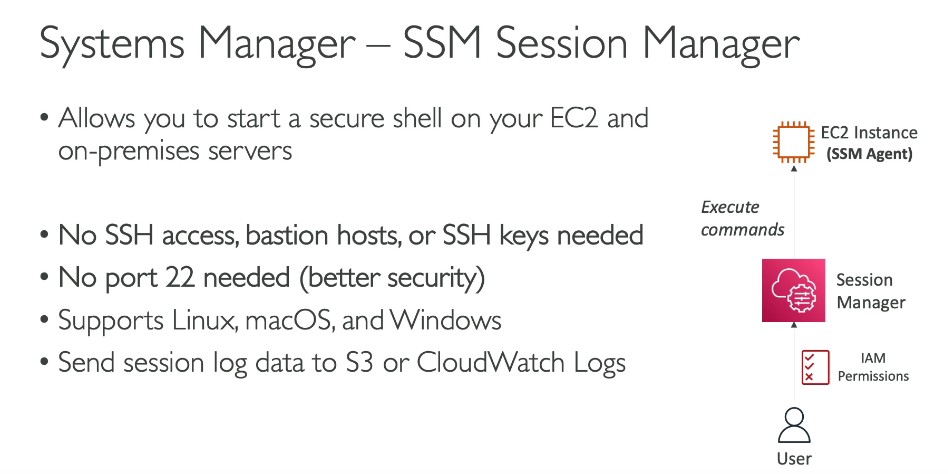 Systems Manager – SSM Session Manager
• Allows you to start a secure shell on your EC2 and
on-premises servers
• No SSH access, bastion hosts, or SSH keys needed
• No port 22 needed (better security)
• Supports Linux, macOS, and Windows
• Send session log data to S3 or CloudWatch Logs
EC2 Instance
(SSM Agent)
Execute
commands
Session
Manager
IAM
Permissions
User